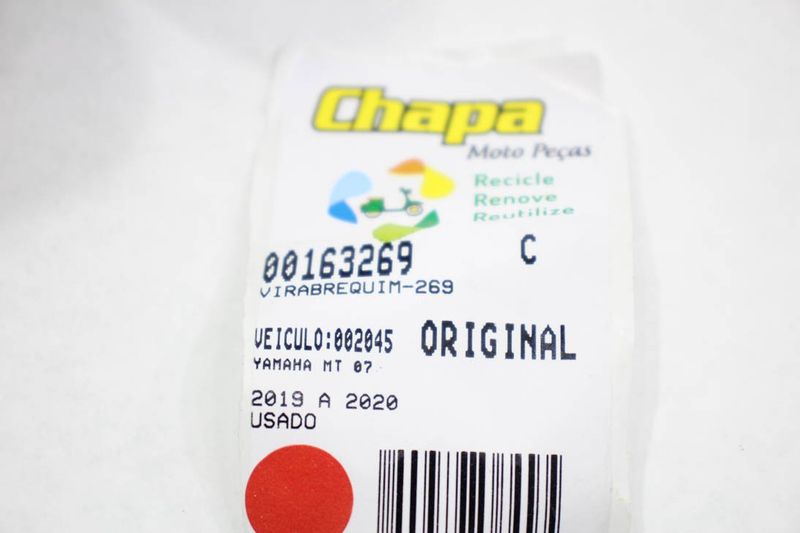 Chapa
Moto Peças
Recicle
Renove
Reutilize
00163269 C
VIRABREQUIM-269
VEICULO:002045 ORIGINAL
YAMAHA MT 07
2019 A 2020
USADO